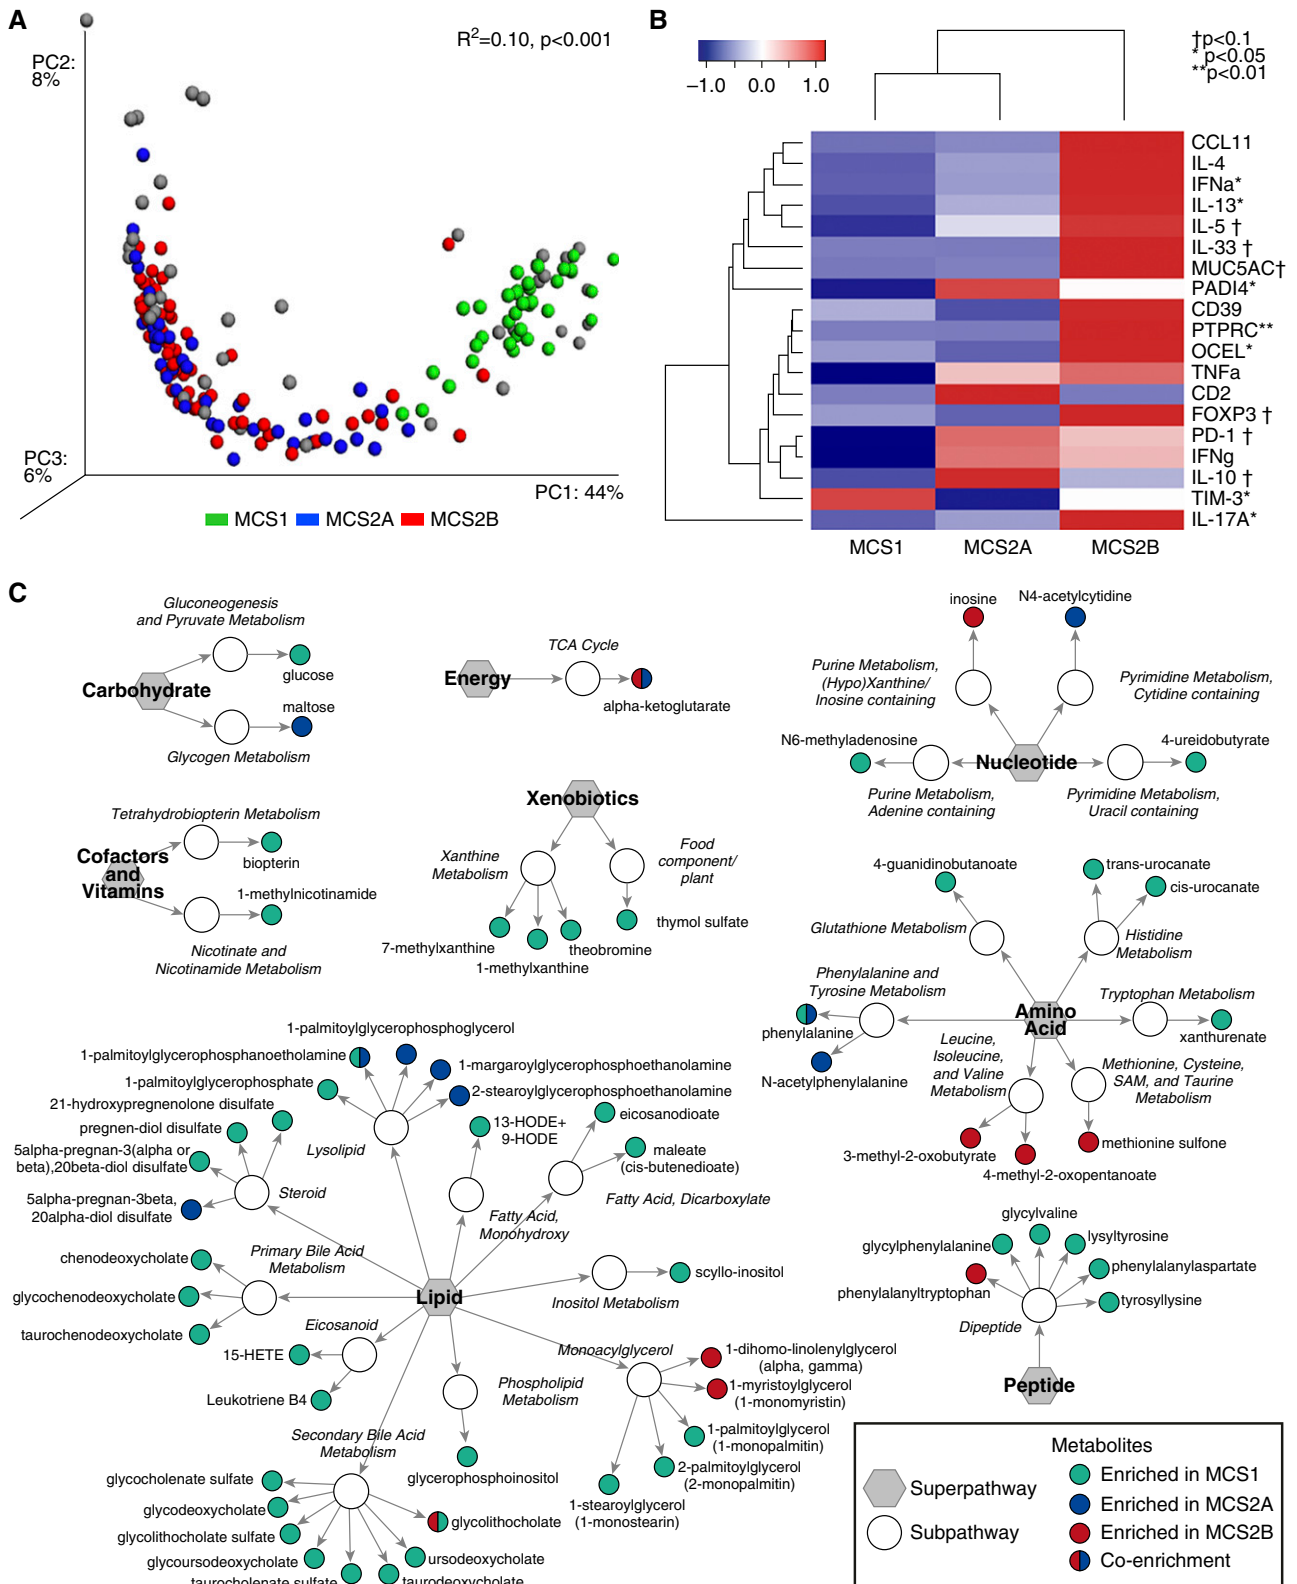 A
PC2:
8%
R²=0.10, p<0.001
PC3:
6%
PC1: 44%
MCS1 MCS2A MCS2B
B
−1.0 0.0 1.0
†p<0.1
* p<0.05
**p<0.01
CCL11
IL-4
IFNa*
IL-13*
IL-5 †
IL-33 †
MUC5AC†
PADI4*
CD39
PTPRC**
OCEL*
TNFa
CD2
FOXP3 †
PD-1 †
IFNg
IL-10 †
TIM-3*
IL-17A*
MCS1 MCS2A MCS2B
C
Gluconeogenesis
and Pyruvate Metabolism
Carbohydrate
glucose
maltose
Glycogen Metabolism
TCA Cycle
Energy
alpha-ketoglutarate
inosine
N4-acetylcytidine
Purine Metabolism,
(Hypo)Xanthine/
Inosine containing
Pyrimidine Metabolism,
Cytidine containing
N6-methyladenosine
4-ureidobutyrate
Nucleotide
Purine Metabolism,
Adenine containing
Pyrimidine Metabolism,
Uracil containing
Tetrahydrobiopterin Metabolism
Cofactors
and
Vitamins
biopterin
1-methylnicotinamide
Nicotinate and
Nicotinamide Metabolism
Xenobiotics
Xanthine
Metabolism
Food
component/
plant
7-methylxanthine
1-methylxanthine
theobromine
thymol sulfate
4-guanidinobutanoate
trans-urocanate
cis-urocanate
Glutathione Metabolism
Histidine
Metabolism
Phenylalanine and
Tyrosine Metabolism
Amino
Acid
Tryptophan Metabolism
phenylalanine
xanthurenate
N-acetylphenylalanine
Leucine,
Isoleucine,
and Valine
Metabolism
Methionine, Cysteine,
SAM, and Taurine
Metabolism
3-methyl-2-oxobutyrate
4-methyl-2-oxopentanoate
methionine sulfone
1-palmitoylglycerophosphoglycerol
1-palmitoylglycerophosphanoetholamine
1-margaroylglycerophosphoethanolamine
1-palmitoylglycerophosphate
2-stearoylglycerophosphoethanolamine
21-hydroxypregnenolone disulfate
pregnen-diol disulfate
5alpha-pregnan-3(alpha or
beta),20beta-diol disulfate
5alpha-pregnan-3beta,
20alpha-diol disulfate
Lysolipid
Steroid
13-HODE+
9-HODE
eicosanodioate
maleate
(cis-butenedioate)
Fatty Acid, Dicarboxylate
Fatty Acid,
Monohydroxy
chenodeoxycholate
glycochenodeoxycholate
taurochenodeoxycholate
Primary Bile Acid
Metabolism
Lipid
scyllo-inositol
Inositol Metabolism
Eicosanoid
15-HETE
Leukotriene B4
Phospholipid
Metabolism
glycerophosphoinositol
Monoacylglycerol
1-dihomo-linolenylglycerol
(alpha, gamma)
1-myristoylglycerol
(1-monomyristin)
1-palmitoylglycerol
(1-monopalmitin)
2-palmitoylglycerol
(2-monopalmitin)
1-stearoylglycerol
(1-monostearin)
Secondary Bile Acid
Metabolism
glycocholenate sulfate
glycodeoxycholate
glycolithocholate sulfate
glycoursodeoxycholate
taurocholenate sulfate
taurodeoxycholate
ursodeoxycholate
glycolithocholate
glycylvaline
glycylphenylalanine
lysyltyrosine
phenylalanyltryptophan
phenylalanylaspartate
tyrosyllysine
Dipeptide
Peptide
Superpathway
Subpathway
Metabolites
Enriched in MCS1
Enriched in MCS2A
Enriched in MCS2B
Co-enrichment